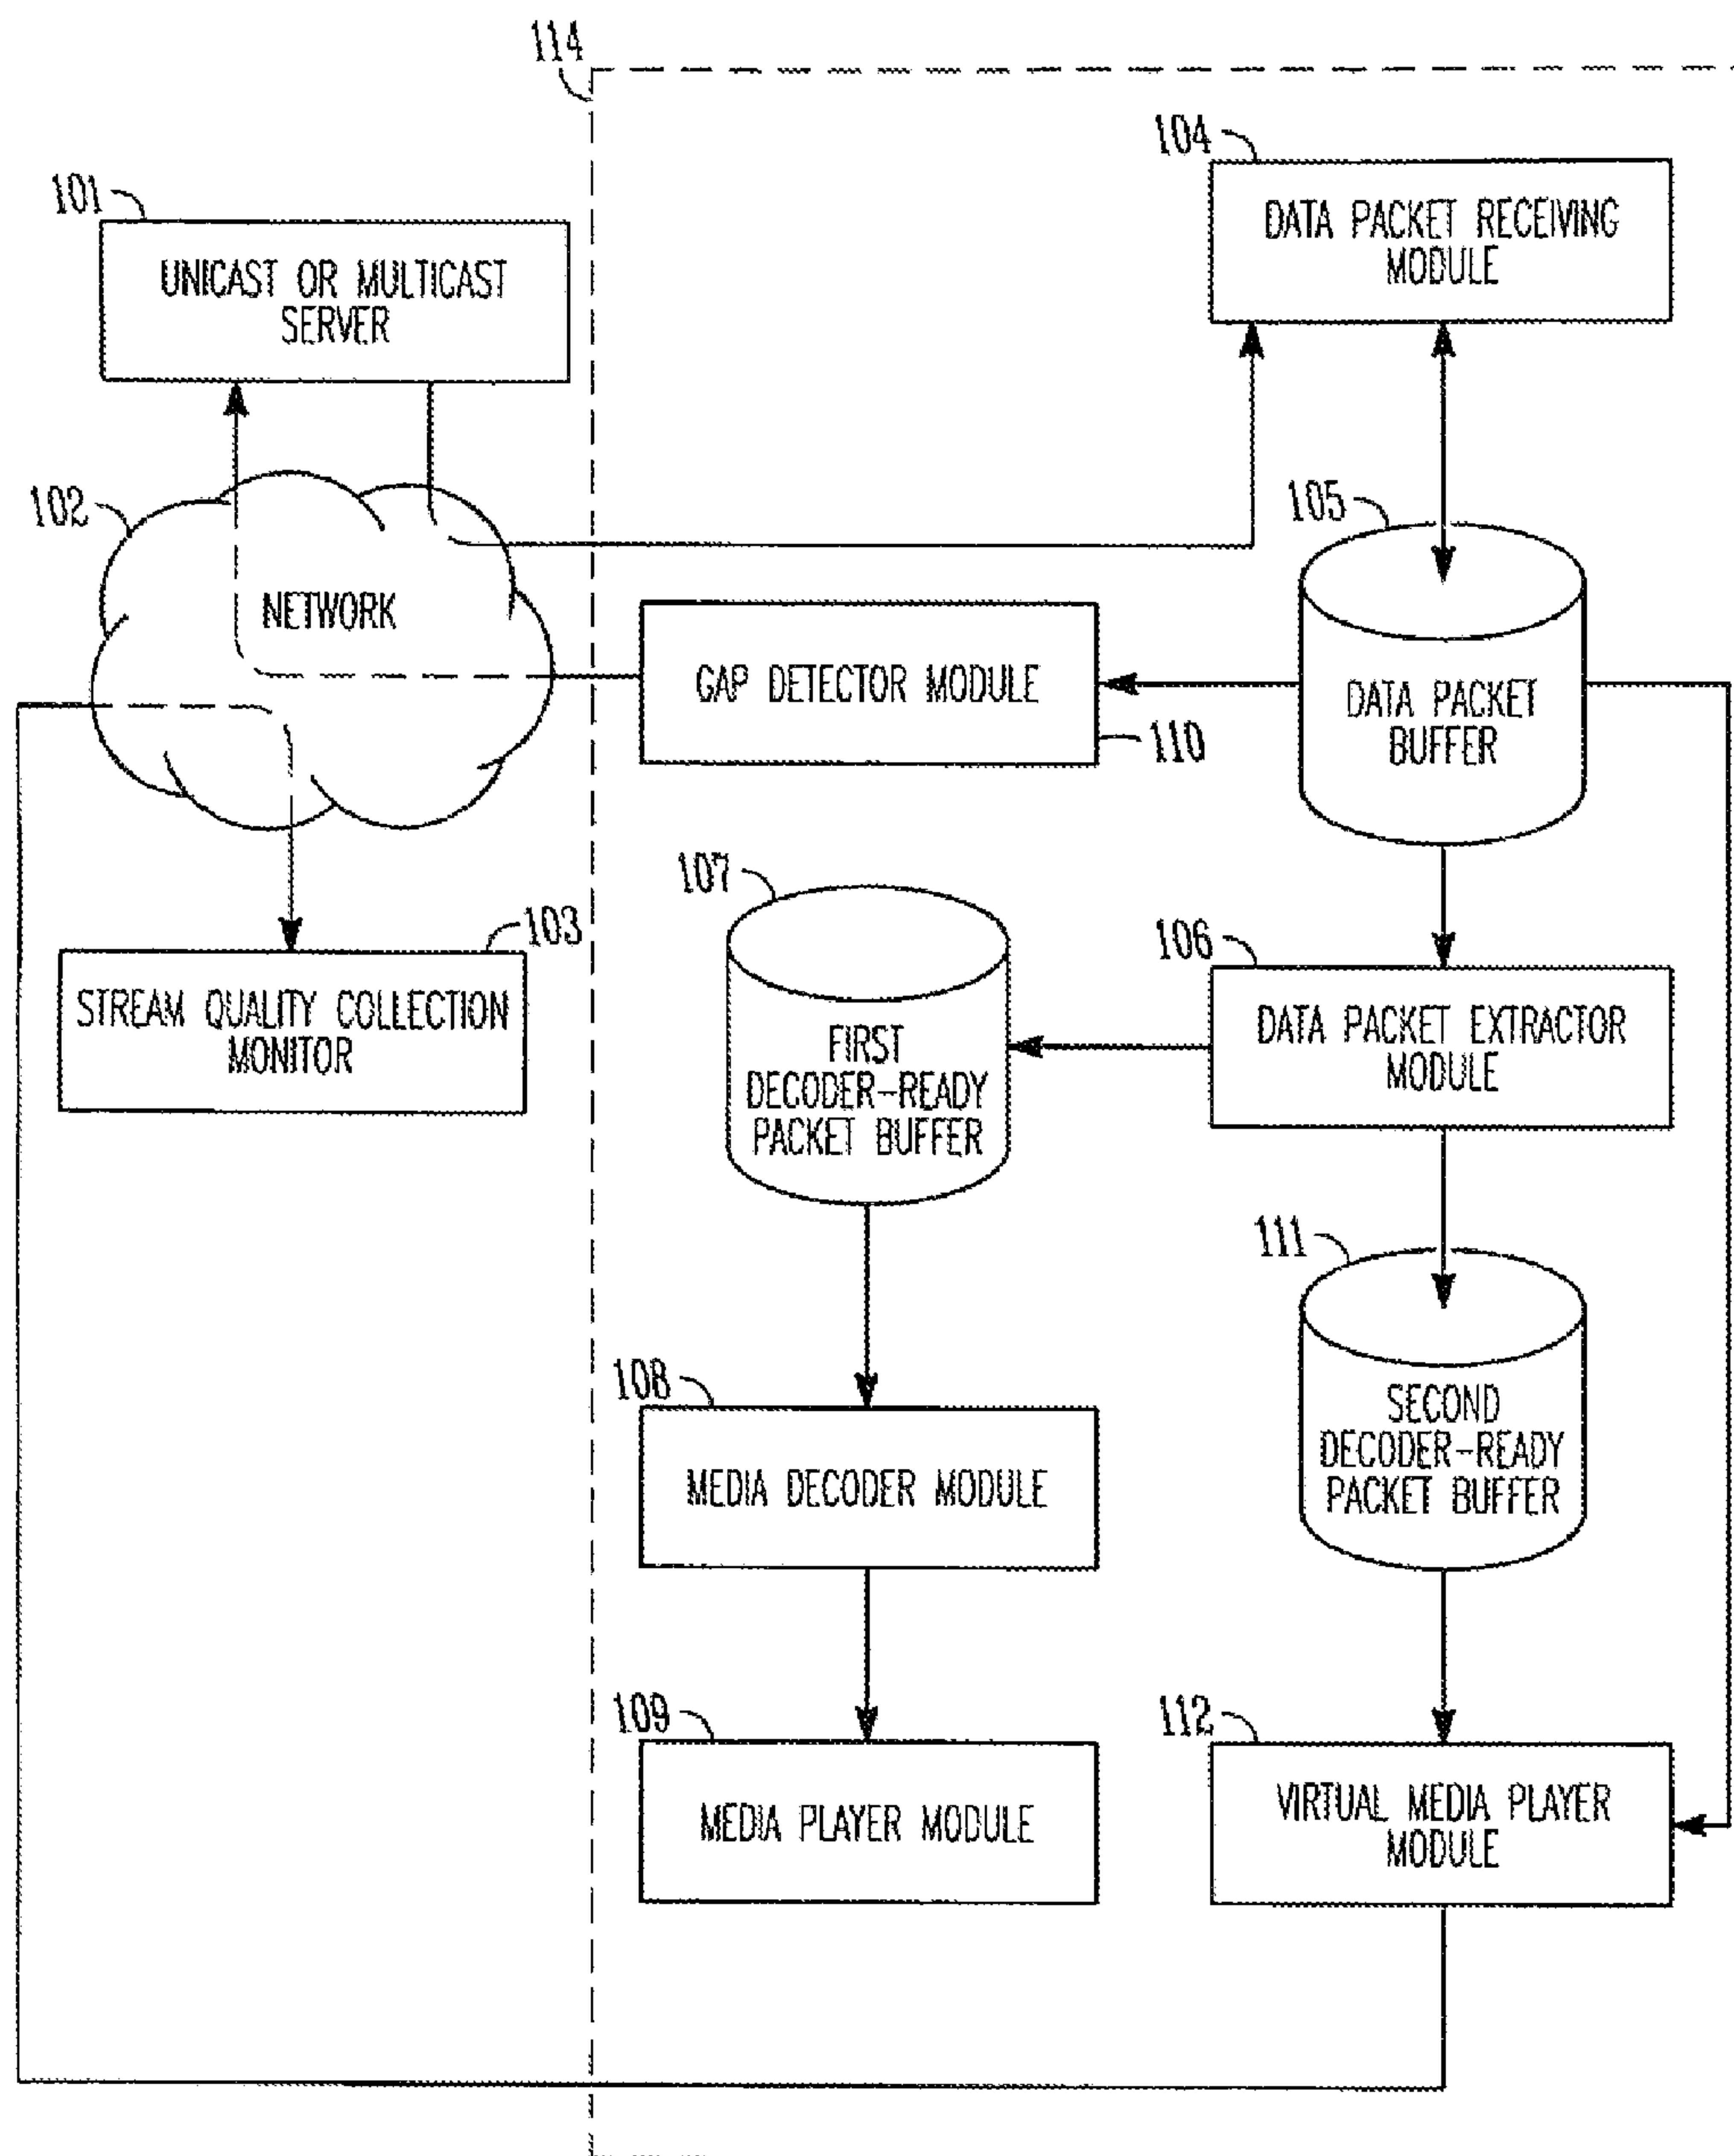 114
104
DATA PACKET RECEIVING
MODULE
101
UNICAST OR MULTICAST
SERVER
102
NETWORK
105
DATA PACKET
BUFFER
GAP DETECTOR MODULE
110
103
STREAM QUALITY COLLECTION
MONITOR
107
FIRST
DECODER-READY
PACKET BUFFER
106
DATA PACKET EXTRACTOR
MODULE
111
SECOND
DECODER-READY
PACKET BUFFER
108
MEDIA DECODER MODULE
109
MEDIA PLAYER MODULE
112
VIRTUAL MEDIA PLAYER
MODULE